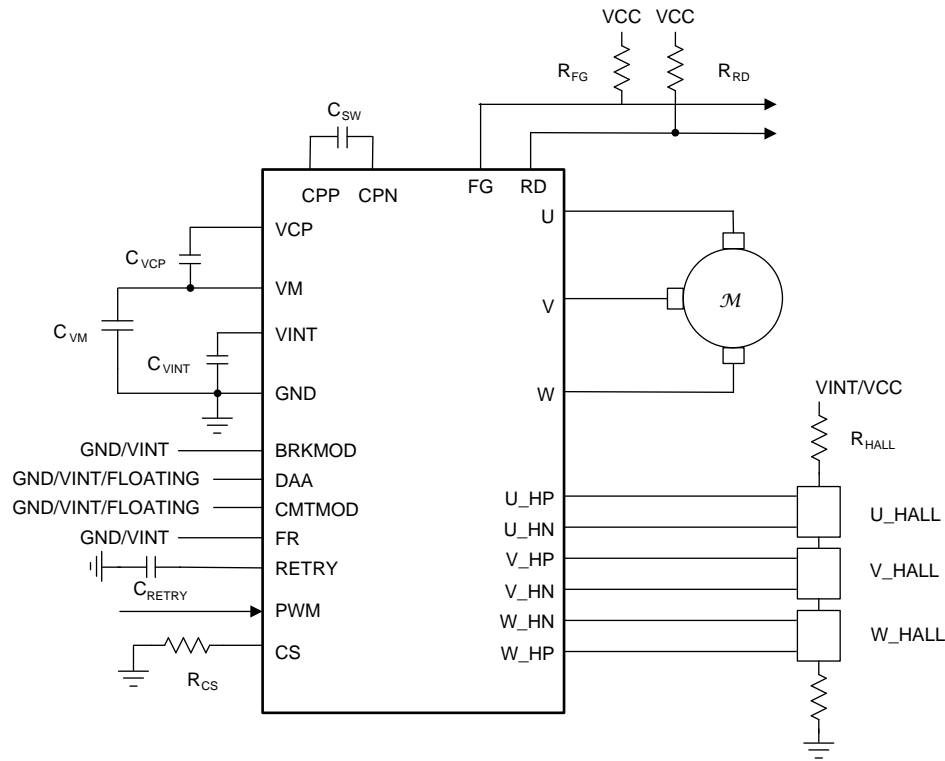 VCC VCC
R_FG R_RD
C_SW
CPP CPN FG RD
VCP
U
C_VCP
VM
V
M
C_VM
VINT
C_VINT
GND
W
VINT/VCC
R_HALL
GND/VINT BRKMOD
GND/VINT/FLOATING DAA
GND/VINT/FLOATING CMTMOD
GND/VINT FR
RETRY
C_RETRY
PWM
CS
R_CS
U_HP
U_HN
U_HALL
V_HP
V_HN
V_HALL
W_HN
W_HP
W_HALL